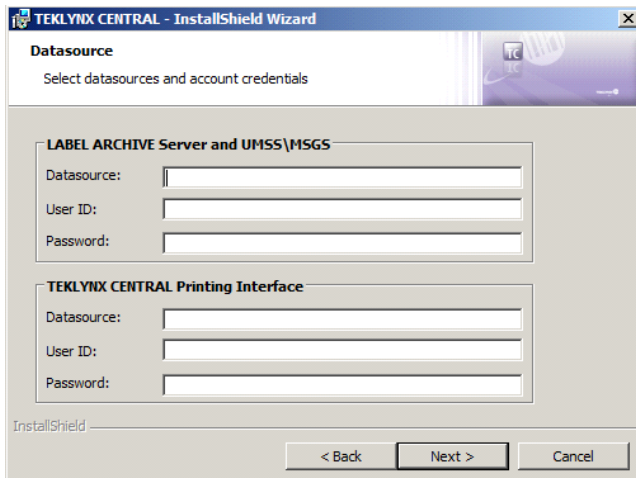 TEKLYNX CENTRAL - InstallShield Wizard
Datasource
Select datasources and account credentials
TC
LABEL ARCHIVE Server and UMSS\MSGS
Datasource:
User ID:
Password:
TEKLYNX CENTRAL Printing Interface
Datasource:
User ID:
Password:
InstallShield
< Back Next > Cancel